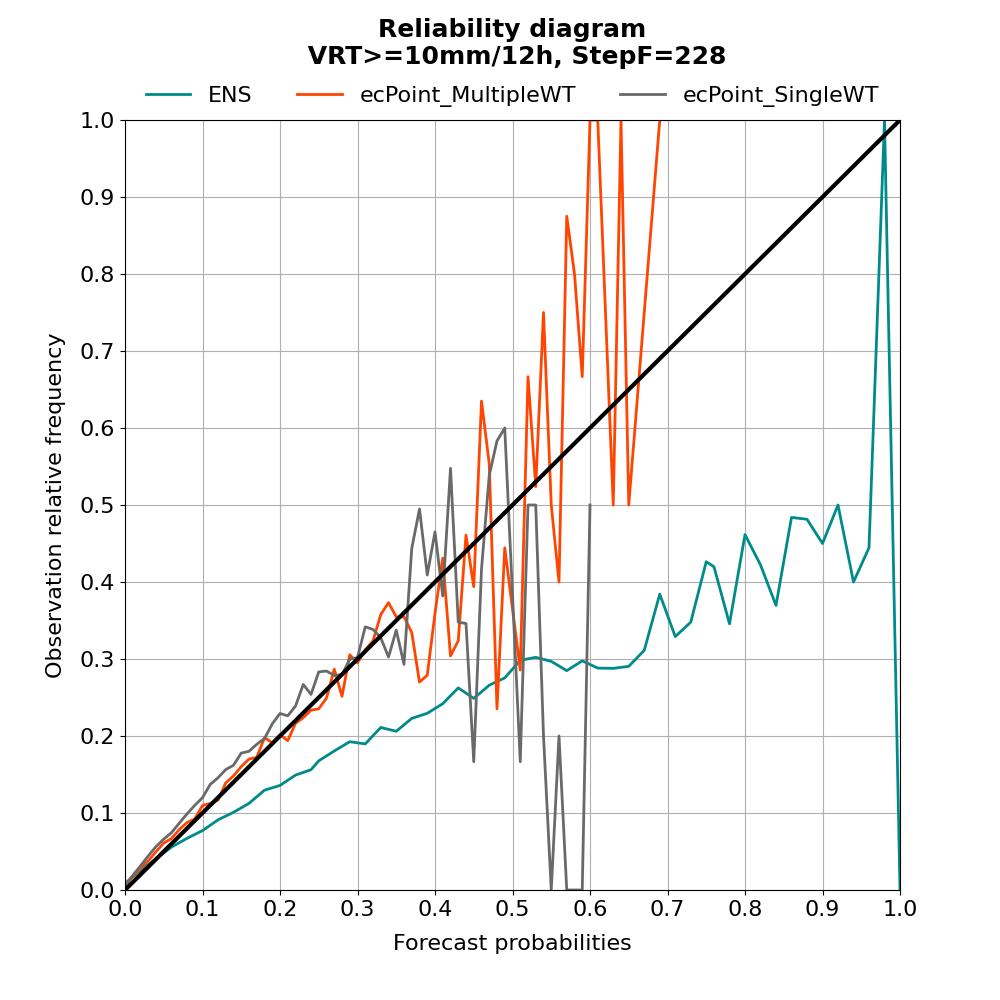 Reliability diagram
VRT>=10mm/12h, StepF=228
ENS ecPoint_MultipleWT ecPoint_SingleWT
1.0
0.9
0.8
0.7
0.6
0.5
0.4
0.3
0.2
0.1
0.0
Observation relative frequency
0.0 0.1 0.2 0.3 0.4 0.5 0.6 0.7 0.8 0.9 1.0
Forecast probabilities